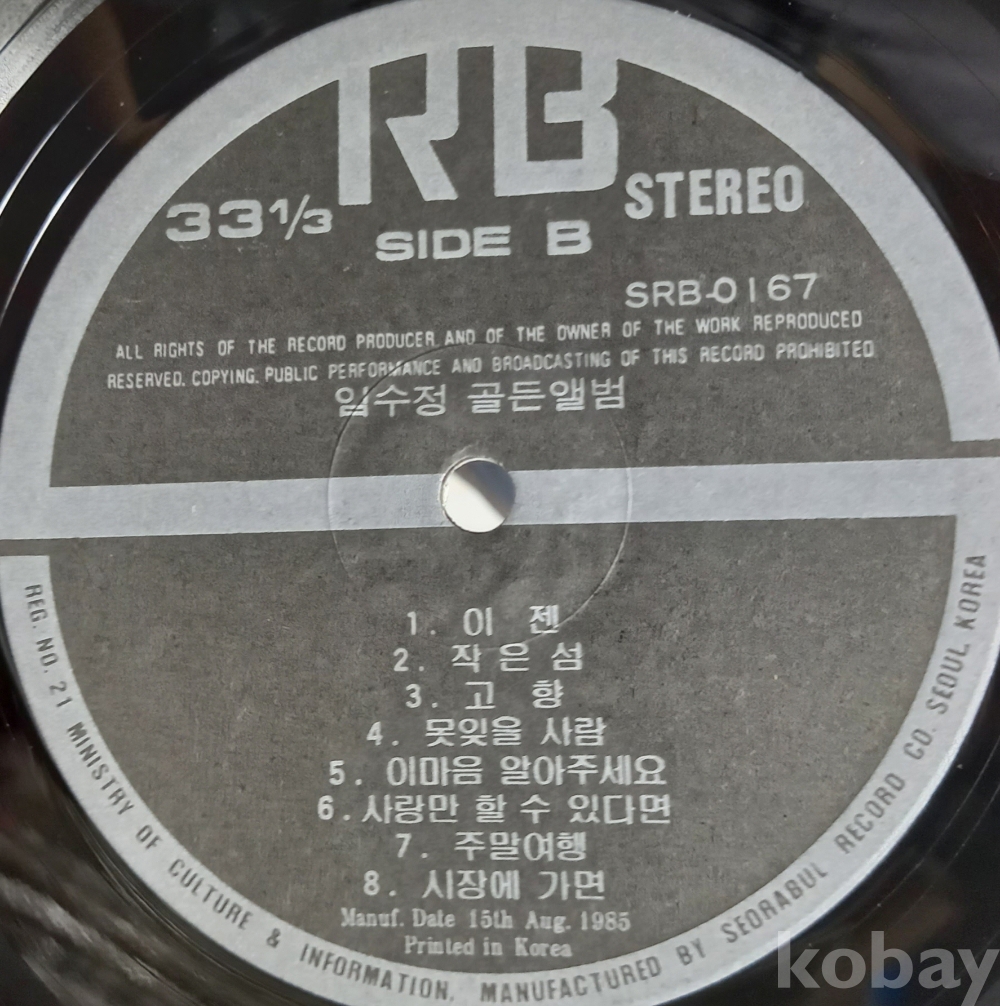 RB
33 1/3
STEREO
SIDE B
SRB-0167
ALL RIGHTS OF THE RECORD PRODUCER AND OF THE OWNER OF THE WORK REPRODUCED
RESERVED. COPYING. PUBLIC PERFORMANCE AND BROADCASTING OF THIS RECORD PROHIBITED
임수정 골든앨범
1. 이 젠
2. 작은 섬
3. 고 향
4. 못잊을 사람
5. 이마음 알아주세요
6. 사랑만 할 수 있다면
7. 주말여행
8. 시장에 가면
Manuf. Date 15th Aug. 1985
Printed in Korea
REG. NO. 21 MINISTRY OF CULTURE & INFORMATION, MANUFACTURED BY SEORABUL RECORD CO. SEOUL KOREA
kobay